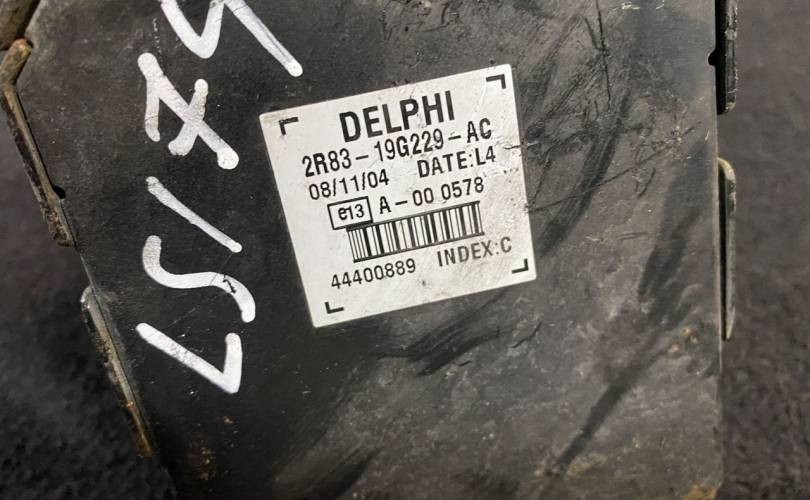 DELPHI
2R83-19G229-AC
08/11/04 DATE:L4
e13 A-00 0578
44400889 INDEX:C